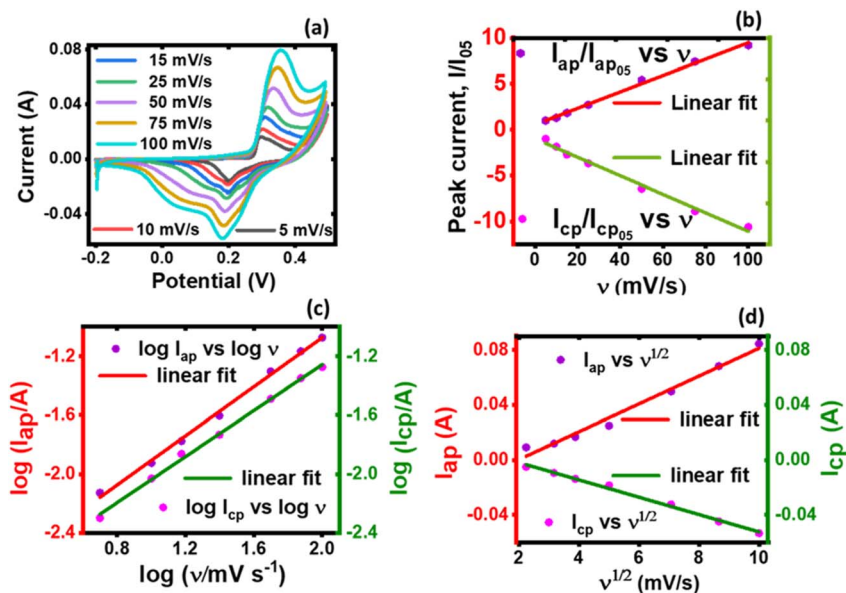 (a)
0.08
0.04
0.00
-0.04
Current (A)
15 mV/s
25 mV/s
50 mV/s
75 mV/s
100 mV/s
10 mV/s
5 mV/s
-0.2 0.0 0.2 0.4
Potential (V)
(b)
10
5
0
-5
-10
Peak current, I/I05
Iap/Iap05 vs ν
Linear fit
Linear fit
Icp/Icp05 vs ν
0 20 40 60 80 100
ν (mV/s)
(c)
-1.2
-1.6
-2.0
-2.4
log (Iap/A)
log Iap vs log ν
linear fit
linear fit
log Icp vs log ν
-1.2
-1.6
-2.0
-2.4
log (Icp/A)
0.8 1.2 1.6 2.0
log (ν/mV s-1)
(d)
0.08
0.04
0.00
-0.04
Iap (A)
Iap vs ν1/2
linear fit
linear fit
Icp vs ν1/2
0.08
0.04
0.00
-0.04
Icp (A)
2 4 6 8 10
ν1/2 (mV/s)